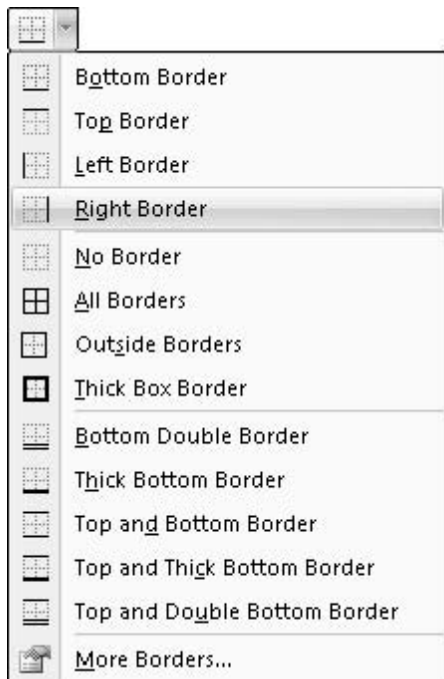 Bottom Border
Top Border
Left Border
Right Border
No Border
All Borders
Outside Borders
Thick Box Border
Bottom Double Border
Thick Bottom Border
Top and Bottom Border
Top and Thick Bottom Border
Top and Double Bottom Border
More Borders...